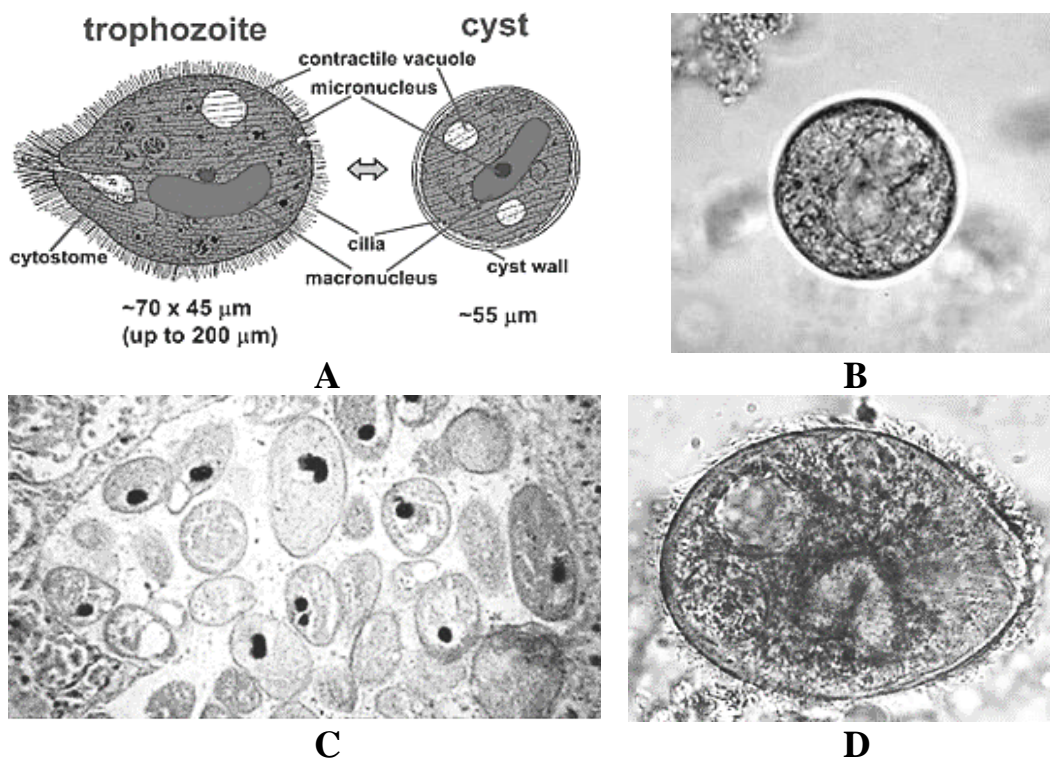 trophozoite
cyst
contractile vacuole
micronucleus
cilia
cytostome
macronucleus
cyst wall
~70 x 45 μm
(up to 200 μm)
~55 μm
A
B
C
D